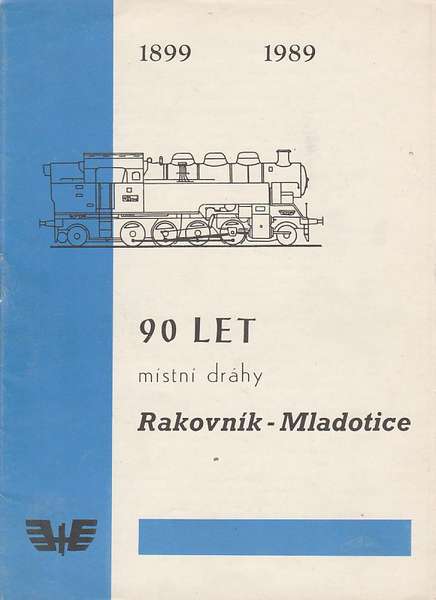 1899 1989
90 LET
místní dráhy
Rakovník - Mladotice